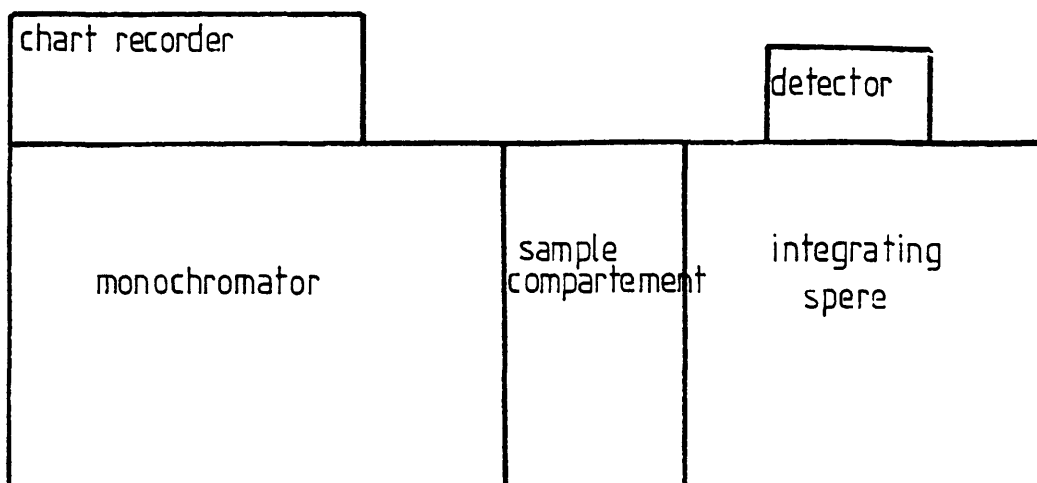 chart recorder
detector
monochromator
sample
compartement
integrating
spere